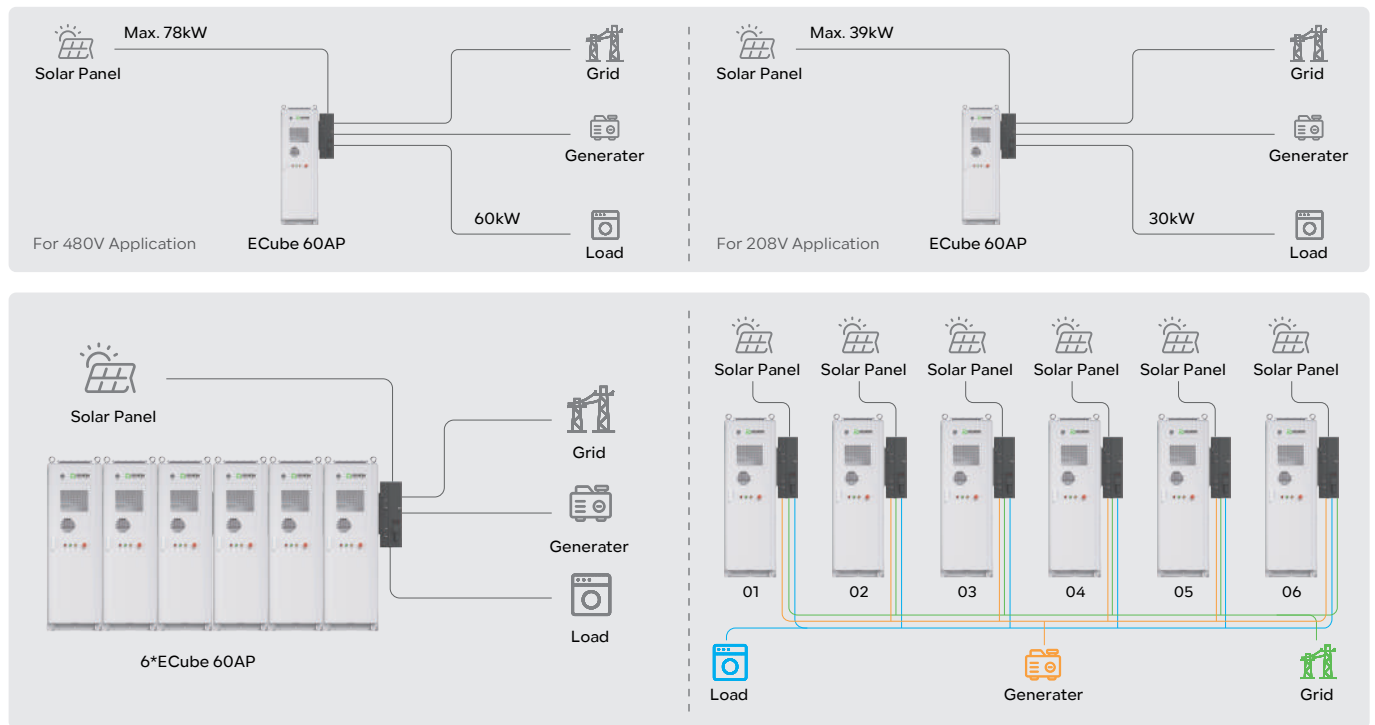 Max. 78kW
Solar Panel
Grid
Generater
60kW
Load
For 480V Application
ECube 60AP
Max. 39kW
Solar Panel
Grid
Generater
30kW
Load
For 208V Application
ECube 60AP
Solar Panel
Grid
Generater
Load
6*ECube 60AP
Solar Panel
Solar Panel
Solar Panel
Solar Panel
Solar Panel
Solar Panel
01
02
03
04
05
06
Load
Generater
Grid